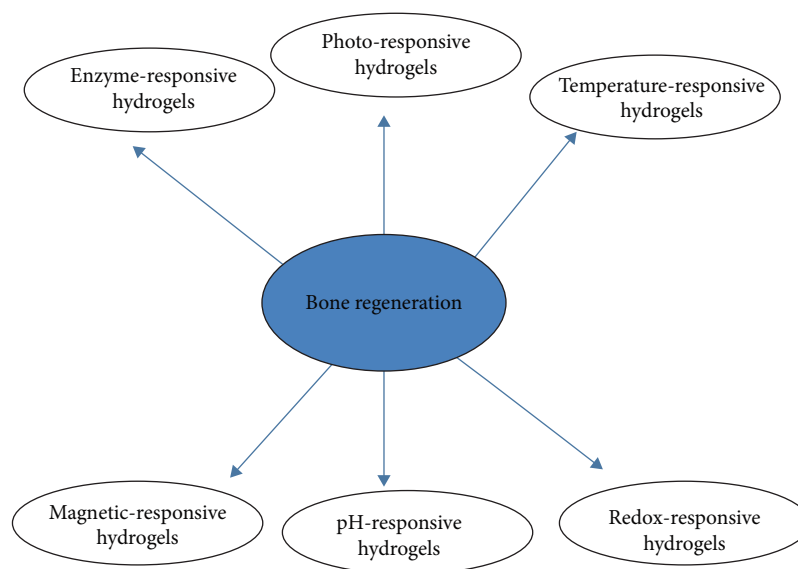 Photo-responsive
hydrogels
Enzyme-responsive
hydrogels
Temperature-responsive
hydrogels
Bone regeneration
Magnetic-responsive
hydrogels
pH-responsive
hydrogels
Redox-responsive
hydrogels